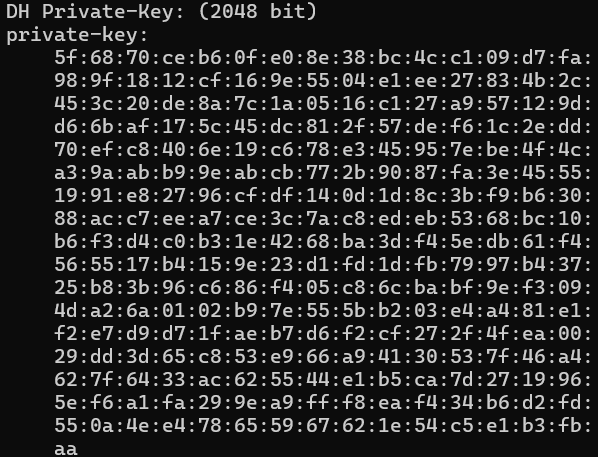 DH Private-Key: (2048 bit)
private-key:
5f:68:70:ce:b6:0f:e0:8e:38:bc:4c:c1:09:d7:fa:
98:9f:18:12:cf:16:9e:55:04:e1:ee:27:83:4b:2c:
45:3c:20:de:8a:7c:1a:05:16:c1:27:a9:57:12:9d:
d6:6b:af:17:5c:45:dc:81:2f:57:de:f6:1c:2e:dd:
70:ef:c8:40:6e:19:c6:78:e3:45:95:7e:be:4f:4c:
a3:9a:ab:b9:9e:ab:cb:77:2b:90:87:fa:3e:45:55:
19:91:e8:27:96:cf:df:14:0d:1d:8c:3b:f9:b6:30:
88:ac:c7:ee:a7:ce:3c:7a:c8:ed:eb:53:68:bc:10:
b6:f3:d4:c0:b3:1e:42:68:ba:3d:f4:5e:db:61:f4:
56:55:17:b4:15:9e:23:d1:fd:1d:fb:79:97:b4:37:
25:b8:3b:96:c6:86:f4:05:c8:6c:ba:bf:9e:f3:09:
4d:a2:6a:01:02:b9:7e:55:5b:b2:03:e4:a4:81:e1:
f2:e7:d9:d7:1f:ae:b7:d6:f2:cf:27:2f:4f:ea:00:
29:dd:3d:65:c8:53:e9:66:a9:41:30:53:7f:46:a4:
62:7f:64:33:ac:62:55:44:e1:b5:ca:7d:27:19:96:
5e:f6:a1:fa:29:9e:a9:ff:f8:ea:f4:34:b6:d2:fd:
55:0a:4e:e4:78:65:59:67:62:1e:54:c5:e1:b3:fb:
aa